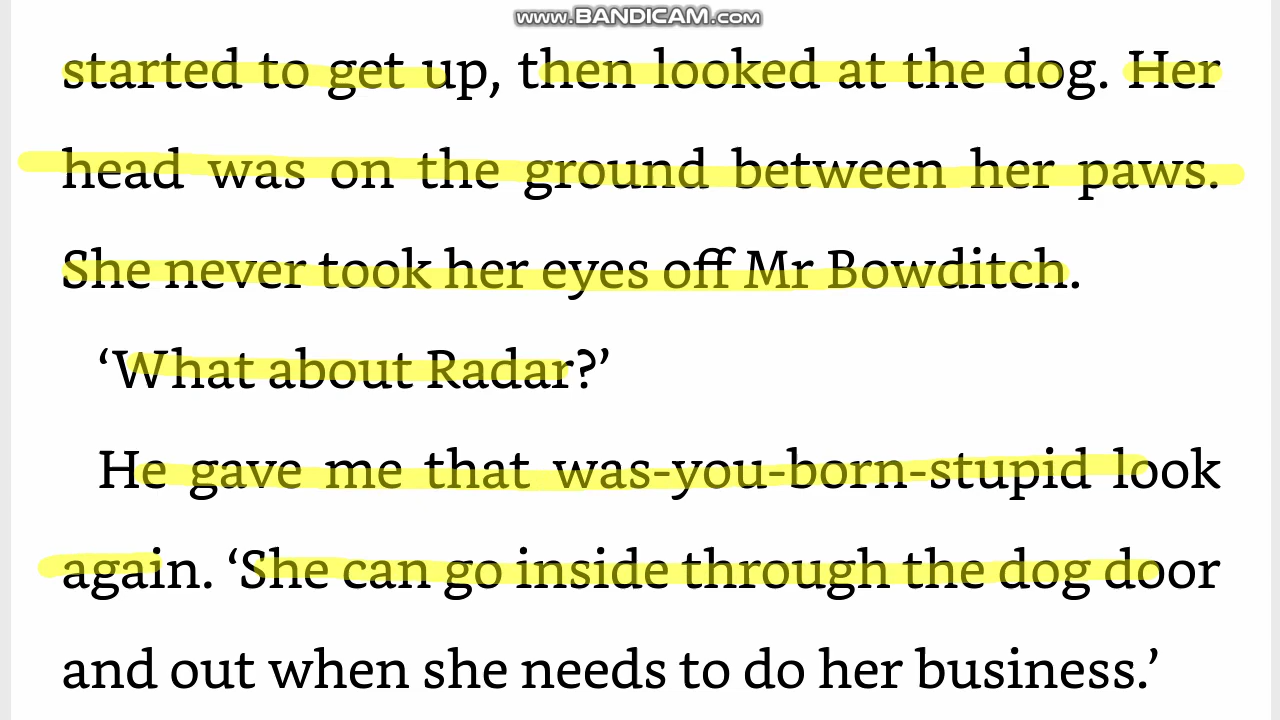 www.BANDICAM.com
started to get up, then looked at the dog. Her
head was on the ground between her paws.
She never took her eyes off Mr Bowditch.
‘What about Radar?’
He gave me that was-you-born-stupid look
again. ‘She can go inside through the dog door
and out when she needs to do her business.’